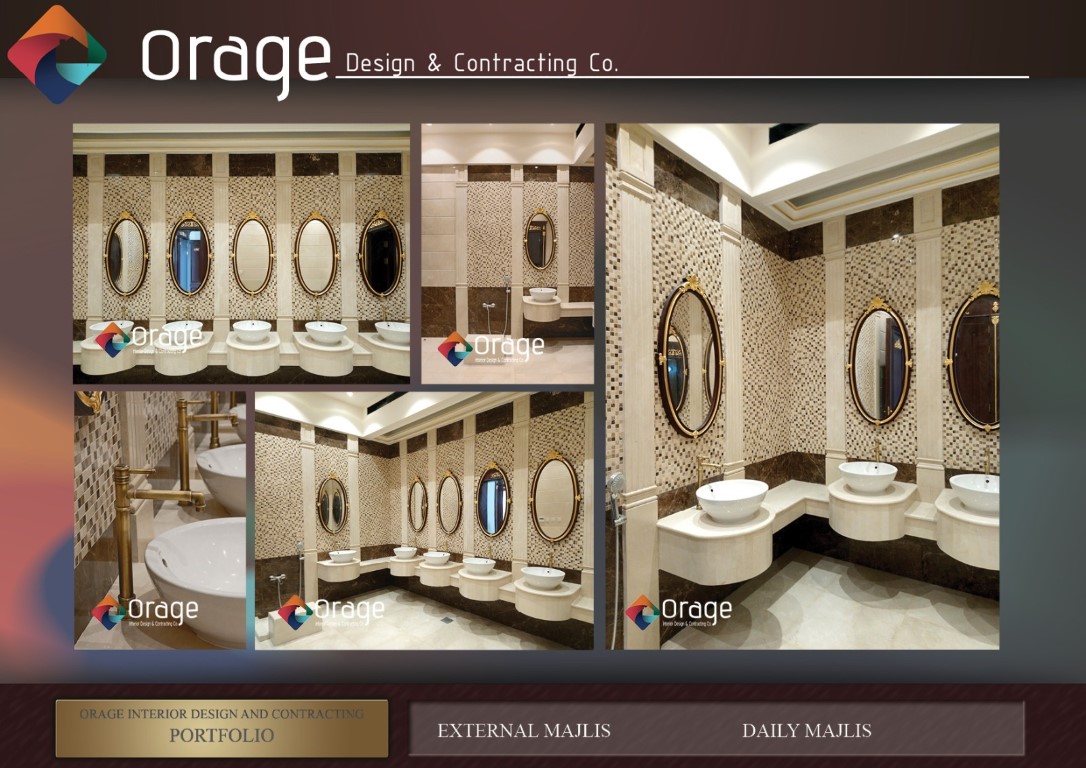 Orage Design & Contracting Co.
Orage
Interior Design & Contracting Co.
Orage
Interior Design & Contracting Co.
Orage
Interior Design & Contracting Co.
Orage
Interior Design & Contracting Co.
Orage
Interior Design & Contracting Co.
ORAGE INTERIOR DESIGN AND CONTRACTING
PORTFOLIO
EXTERNAL MAJLIS
DAILY MAJLIS